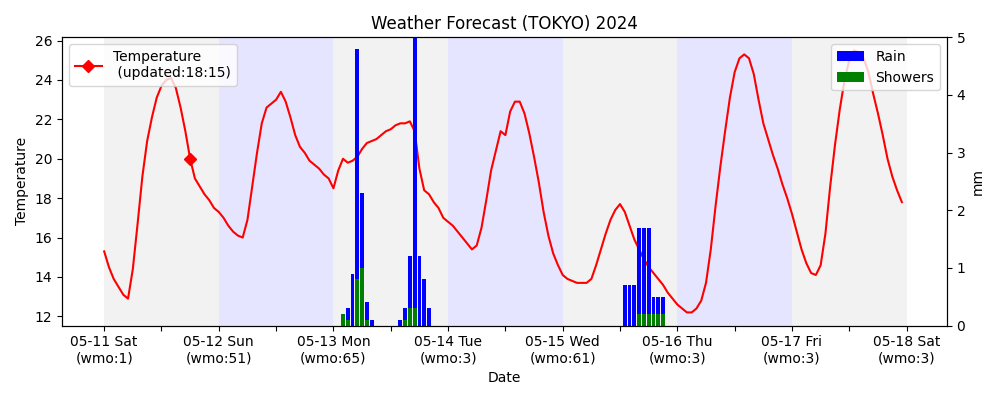 Weather Forecast (TOKYO) 2024
Temperature
(updated:18:15)
Rain
Showers
Temperature
26
24
22
20
18
16
14
12
5
4
3
2
1
0
mm
05-11 Sat
(wmo:1)
05-12 Sun
(wmo:51)
05-13 Mon
(wmo:65)
05-14 Tue
(wmo:3)
05-15 Wed
(wmo:61)
05-16 Thu
(wmo:3)
05-17 Fri
(wmo:3)
05-18 Sat
(wmo:3)
Date